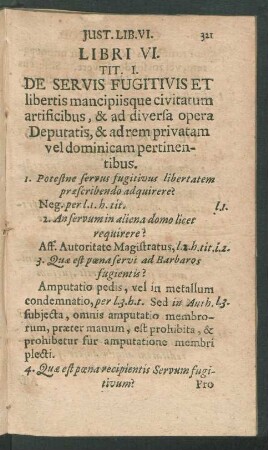 JUST. LIB. VI. 321
LIBRI VI.
TIT. I.
DE SERVIS FUGITIVIS ET
libertis mancipiisque civitatum
artificibus, & ad diversa opera
Deputatis, & ad rem privatam
vel dominicam pertinen-
tibus.
1. Potestne servus fugitivus libertatem
præscribendo adquirere?
Neg. per l. 1. h. tit. l.1.
2. An servum in aliena domo licet
requirere?
Aff. Autoritate Magistratus, l.2. h. tit. l.2.
3. Quæ est pœna servi ad Barbaros
fugientis?
Amputatio pedis, vel in metallum
condemnatio, per l.3. h. t. Sed in Auth. l.3.
subjecta, omnis amputatio membro-
rum, præter manum, est prohibita, &
prohibetur fur amputatione membri
plecti.
4. Quæ est pœna recipientis Servum fugi-
tivum? Pro